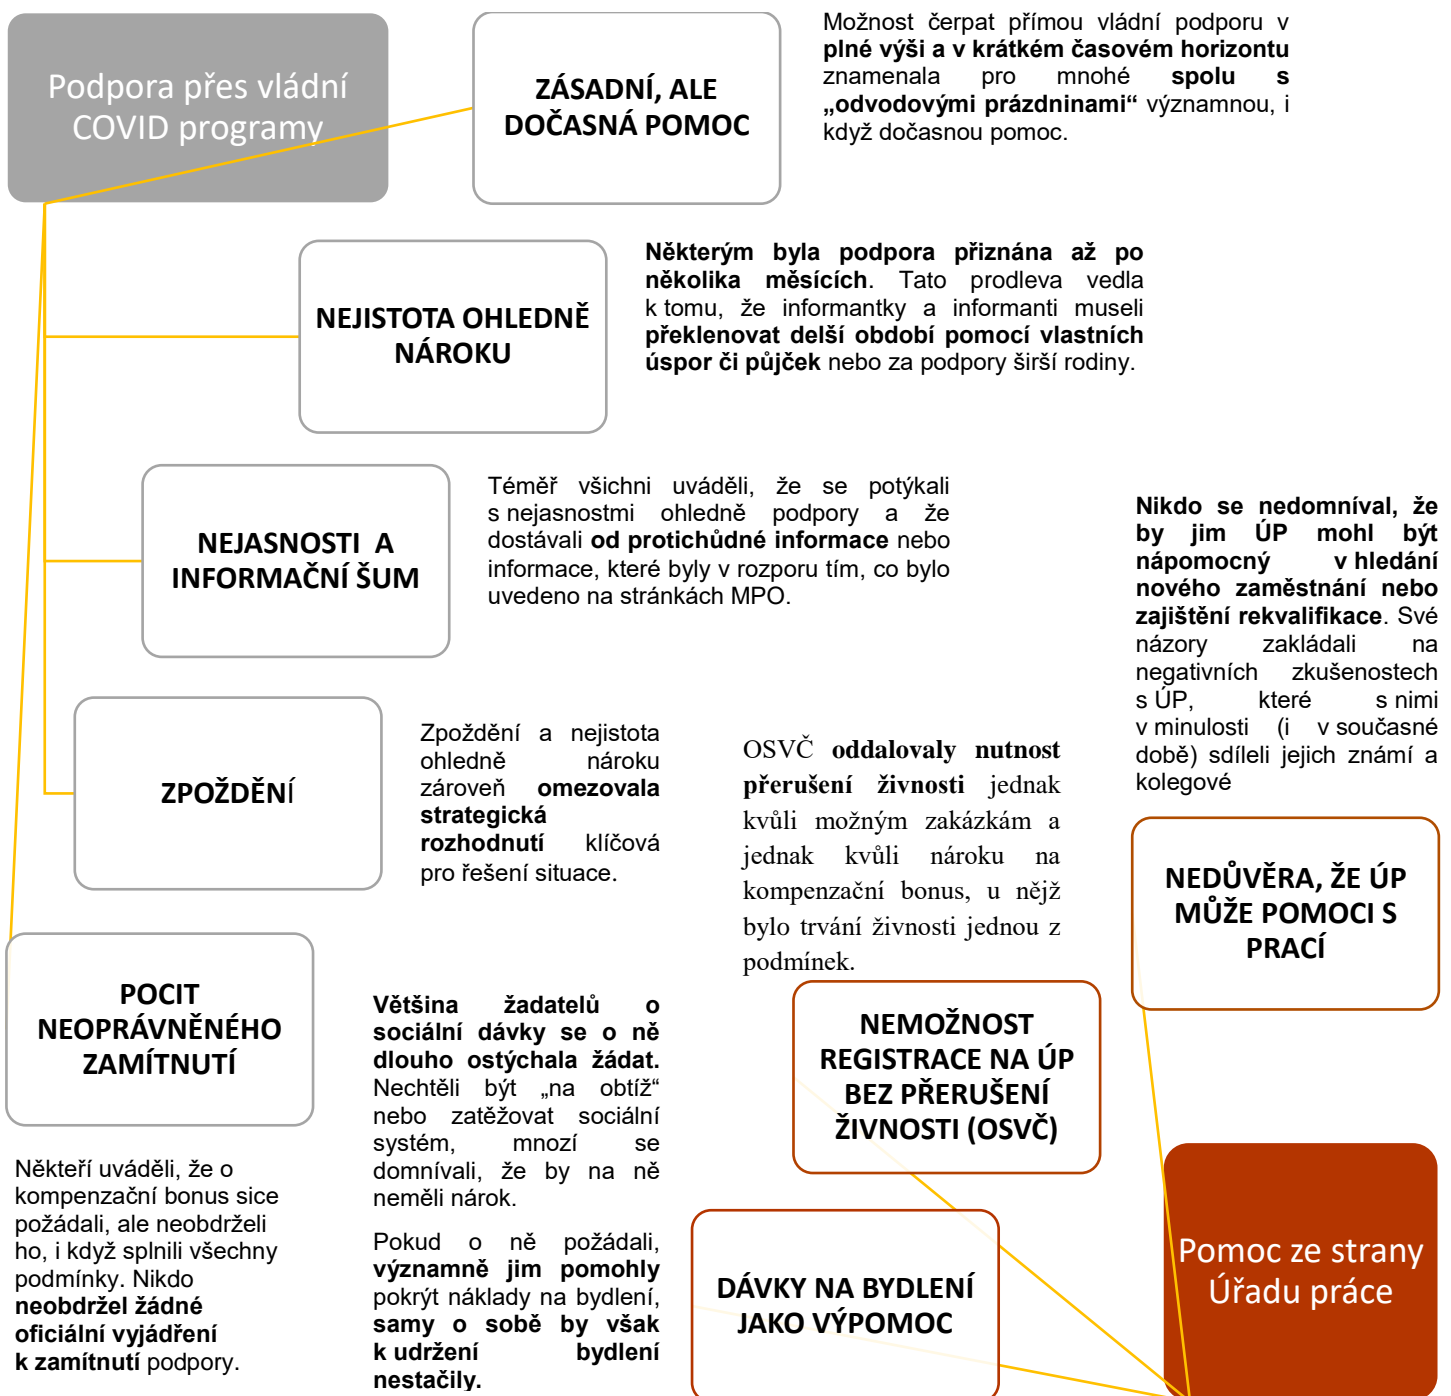 Podpora přes vládní
COVID programy
ZÁSADNÍ, ALE
DOČASNÁ POMOC
Možnost čerpat přímou vládní podporu v
plné výši a v krátkém časovém horizontu
znamenala pro mnohé spolu s
„odvodovými prázdninami“ významnou, i
když dočasnou pomoc.
NEJISTOTA OHLEDNĚ
NÁROKU
Některým byla podpora přiznána až po
několika měsících. Tato prodleva vedla
k tomu, že informantky a informanti museli
překlenovat delší období pomocí vlastních
úspor či půjček nebo za podpory širší rodiny.
NEJASNOSTI A
INFORMAČNÍ ŠUM
Téměř všichni uváděli, že se potýkali
s nejasnostmi ohledně podpory a že
dostávali od protichůdné informace nebo
informace, které byly v rozporu tím, co bylo
uvedeno na stránkách MPO.
ZPOŽDĚNÍ
Zpoždění a nejistota
ohledně nároku
zároveň omezovala
strategická
rozhodnutí klíčová
pro řešení situace.
POCIT
NEOPRÁVNĚNÉHO
ZAMÍTNUTÍ
Někteří uváděli, že o
kompenzační bonus sice
požádali, ale neobdrželi
ho, i když splnili všechny
podmínky. Nikdo
neobdržel žádné
oficiální vyjádření
k zamítnutí podpory.
Většina žadatelů o
sociální dávky se o ně
dlouho ostýchala žádat.
Nechtěli být „na obtíž“
nebo zatěžovat sociální
systém, mnozí se
domnívali, že by na ně
neměli nárok.
Pokud o ně požádali,
významně jim pomohly
pokrýt náklady na bydlení,
samy o sobě by však
k udržení bydlení
nestačily.
OSVČ oddalovaly nutnost
přerušení živnosti jednak
kvůli možným zakázkám a
jednak kvůli nároku na
kompenzační bonus, u nějž
bylo trvání živnosti jednou z
podmínek.
NEMOŽNOST
REGISTRACE NA ÚP
BEZ PŘERUŠENÍ
ŽIVNOSTI (OSVČ)
DÁVKY NA BYDLENÍ
JAKO VÝPOMOC
Nikdo se nedomníval, že
by jim ÚP mohl být
nápomocný v hledání
nového zaměstnání nebo
zajištění rekvalifikace. Své
názory zakládali na
negativních zkušenostech
s ÚP, které s nimi
v minulosti (i v současné
době) sdíleli jejich známí a
kolegové
NEDŮVĚRA, ŽE ÚP
MŮŽE POMOCI S
PRACÍ
Pomoc ze strany
Úřadu práce